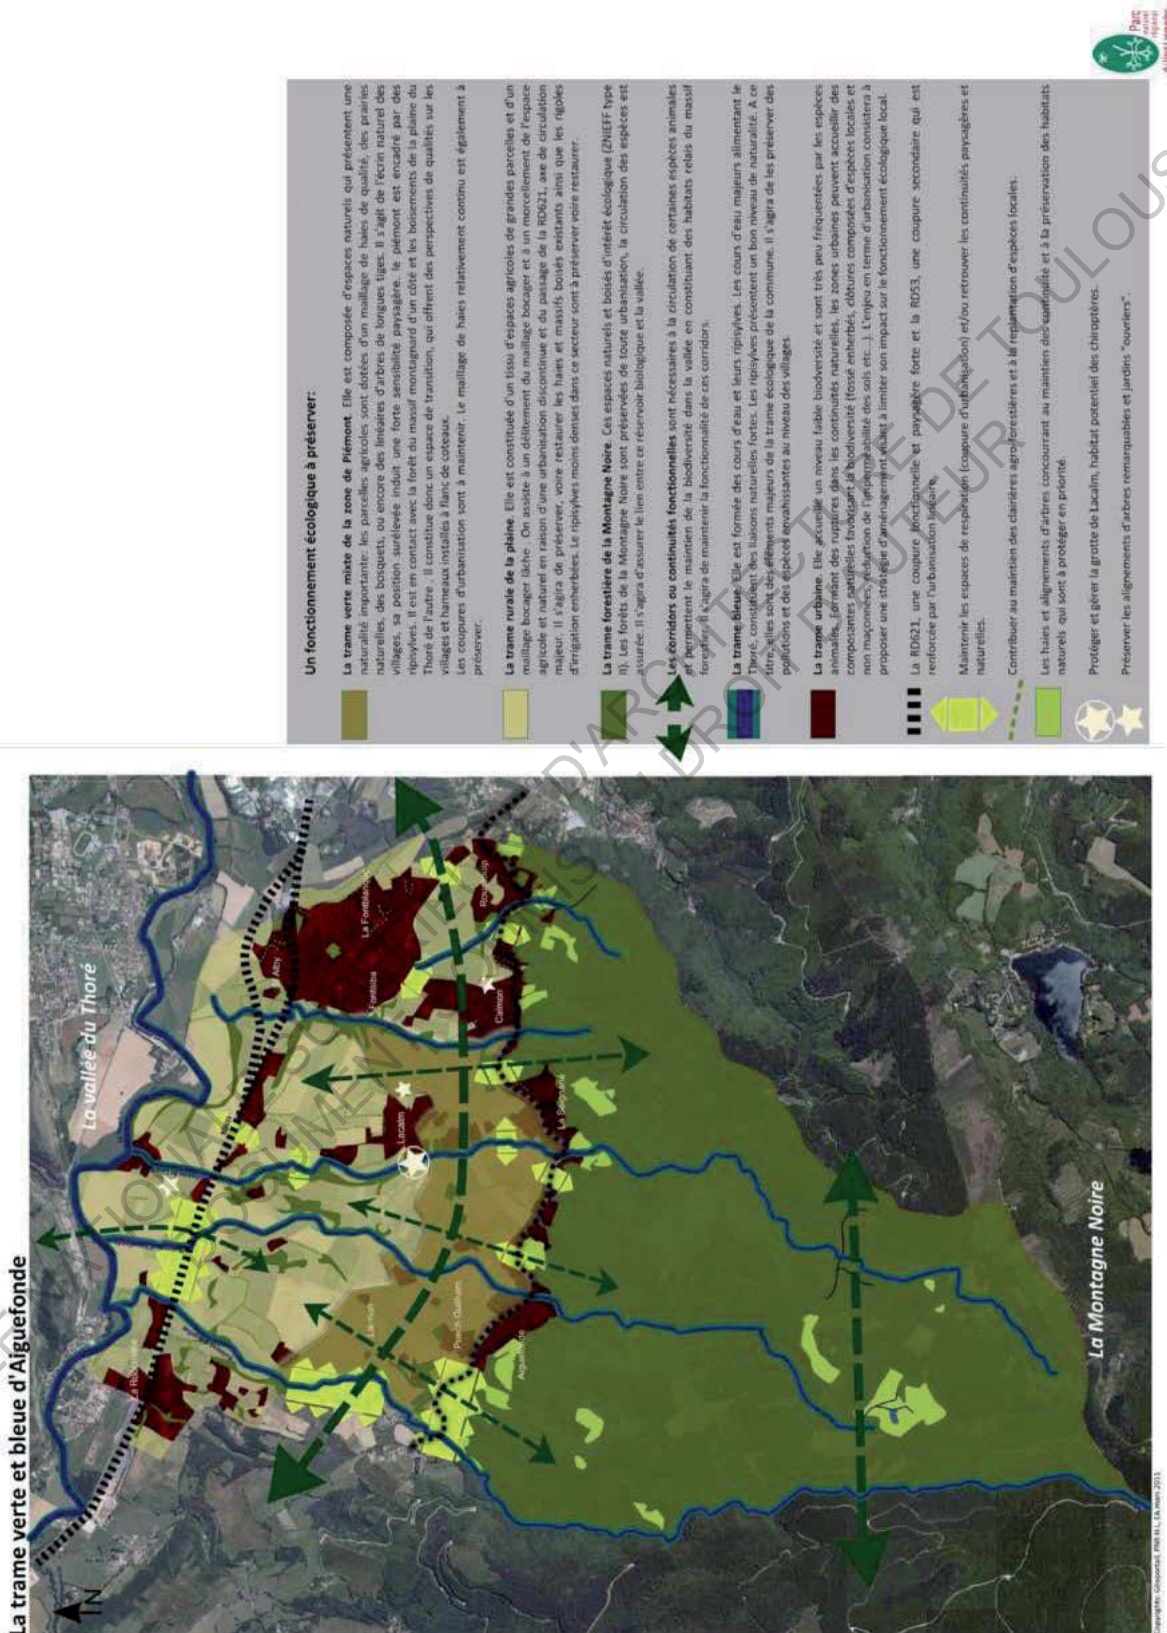 La trame verte et bleue d'Aiguefonde
La vallée du Thoré
La Montagne Noire
La Fontblanque
Fontalba
Calmon
Lacalm
Aiguefonde
IN
Un fonctionnement écologique à préserver:
La trame verte mixte de la zone de Piémont. Elle est composée d'espaces naturels qui présentent une
naturalité importante: les parcelles agricoles sont dotées d'un maillage de haies de qualité, des prairies
naturelles, des bosquets, ou encore des linéaires d'arbres de longues tiges. Il s'agit de l'écrin naturel des
villages, sa position surélevée induit une forte sensibilité paysagère. le piémont est encadré par des
ripisylves. Il est en contact avec la forêt du massif montagnard d'un côté et les boisements de la plaine du
Thoré de l'autre . Il constitue donc un espace de transition, qui offrent des perspectives de qualités sur les
villages et hameaux installés à flanc de coteaux.
Les coupures d'urbanisation sont à maintenir. Le maillage de haies relativement continu est également à
préserver.
La trame rurale de la plaine. Elle est constituée d'un tissu d'espaces agricoles de grandes parcelles et d'un
maillage bocager lâche. On assiste à un délitement du maillage bocager et à un morcellement de l'espace
agricole et naturel en raison d'une urbanisation discontinue et du passage de la RD621, axe de circulation
majeur. Il s'agira de préserver, voire restaurer les haies et massifs boisés existants ainsi que les rigoles
d'irrigation enherbées. Le ripisylves moins denses dans ce secteur sont à préserver voire restaurer.
La trame forestière de la Montagne Noire. Ces espaces naturels et boisés d'intérêt écologique (ZNIEFF type
II). Les forêts de la Montagne Noire sont préservées de toute urbanisation, la circulation des espèces est
assurée. Il s'agira d'assurer le lien entre ce réservoir biologique et la vallée.
Les corridors ou continuités fonctionnelles sont nécessaires à la circulation de certaines espèces animales
et permettent le maintien de la biodiversité dans la vallée en constituant des habitats relais du massif
forestier. Il s'agira de maintenir la fonctionnalité de ces corridors.
La trame bleue. Elle est formée des cours d'eau et leurs ripisylves. Les cours d'eau majeurs alimentant le
Thoré, constituent des liaisons naturelles fortes. Les ripisylves présentent un bon niveau de naturalité. A ce
titre, elles sont des éléments majeurs de la trame écologique de la commune. Il s'agira de les préserver des
pollutions et des espèces envahissantes au niveau des villages.
La trame urbaine. Elle accueille un niveau faible biodiversité et sont très peu fréquentées par les espèces
animales. Formant des ruptures dans les continuités naturelles, les zones urbaines peuvent accueillir des
composantes naturelles favorisant la biodiversité (fossé enherbés, clôtures composées d'espèces locales et
non maçonnées, réduction de l'imperméabilité des sols etc...). L'enjeu en terme d'urbanisation consistera à
proposer une stratégie d'aménagement visant à limiter son impact sur le fonctionnement écologique local.
La RD621, une coupure fonctionnelle et paysagère forte et la RD53, une coupure secondaire qui est
renforcée par l'urbanisation linéaire.
Maintenir les espaces de respiration (coupure d'urbanisation) et/ou retrouver les continuités paysagères et
naturelles.
Contribuer au maintien des clairières agro-forestières et à la replantation d'espèces locales.
Les haies et alignements d'arbres concourrant au maintien des continuité et à la préservation des habitats
naturels qui sont à protéger en priorité.
Protéger et gérer la grotte de Lacalm, habitat potentiel des chiroptères.
Préserver les alignements d'arbres remarquables et jardins "ouvriers".
Parc
naturel
régional
Copyrights: Géoportail, PNR H.L, EA mars 2011
D'ARCHITECTURE DE TOULOUSE
DOCUMENT SOUMIS AU DROIT D'AUTEUR